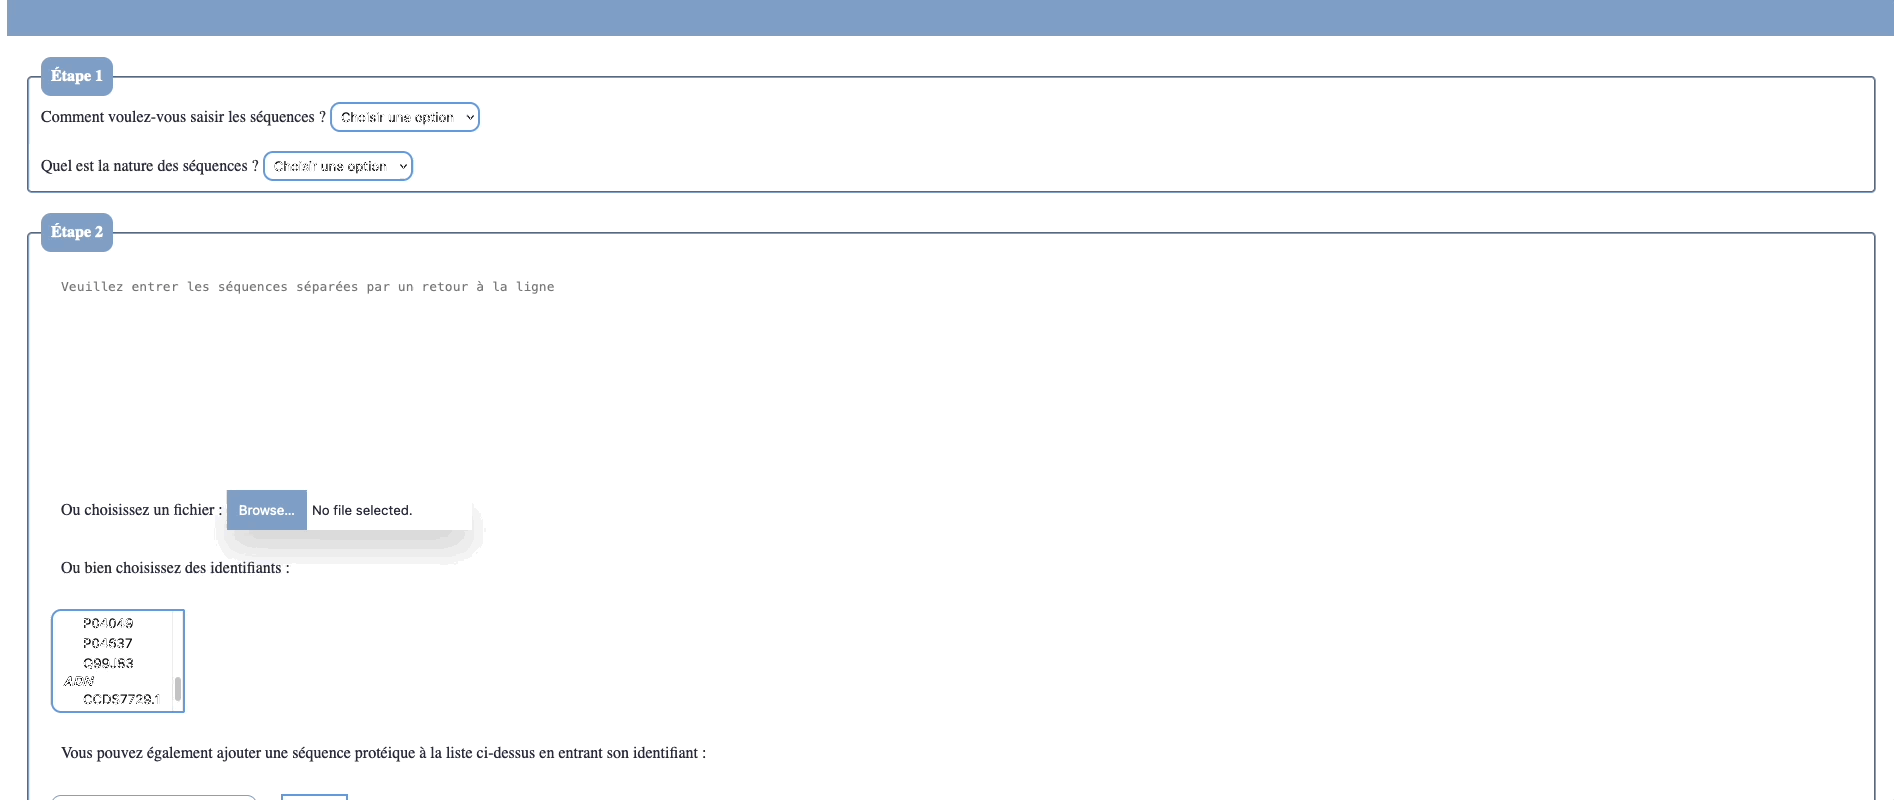 Étape 1
Comment voulez-vous saisir les séquences ? Choisir une option
Quel est la nature des séquences ? Choisir une option
Étape 2
Veuillez entrer les séquences séparées par un retour à la ligne
Ou choisissez un fichier : Browse... No file selected.
Ou bien choisissez des identifiants :
P04049
P04637
Q99J83
ADN
CCDS7729.1
Vous pouvez également ajouter une séquence protéique à la liste ci-dessus en entrant son identifiant :